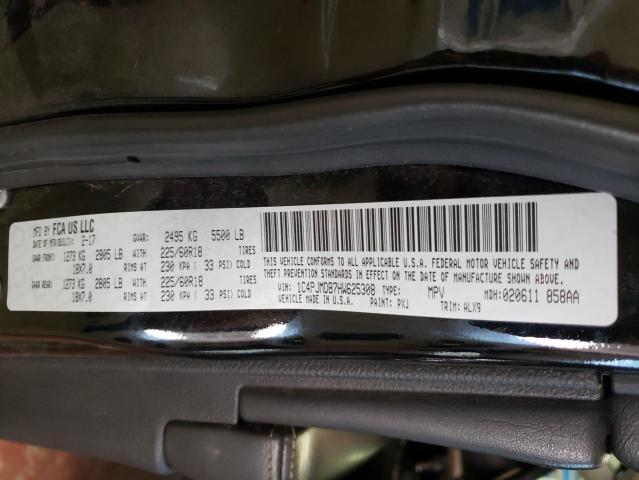 MFD BY FCA US LLC
DATE OF MFR(BUILT): 2-17 GVWR: 2495 KG 5500 LB
GAWR FRONT: 1273 KG 2805 LB WITH 225/60R18 TIRES
18X7.0 RIMS AT 230 KPA ( 33 PSI) COLD
GAWR REAR: 1273 KG 2805 LB WITH 225/60R18 TIRES
18X7.0 RIMS AT 230 KPA ( 33 PSI) COLD
THIS VEHICLE CONFORMS TO ALL APPLICABLE U.S.A. FEDERAL MOTOR VEHICLE SAFETY AND
THEFT PREVENTION STANDARDS IN EFFECT ON THE DATE OF MANUFACTURE SHOWN ABOVE.
VIN: 1C4PJMDB7HW625308 TYPE: MPV MDH:020611 858AA
MADE IN U.S.A. PAINT: PXJ TRIM: ALX9